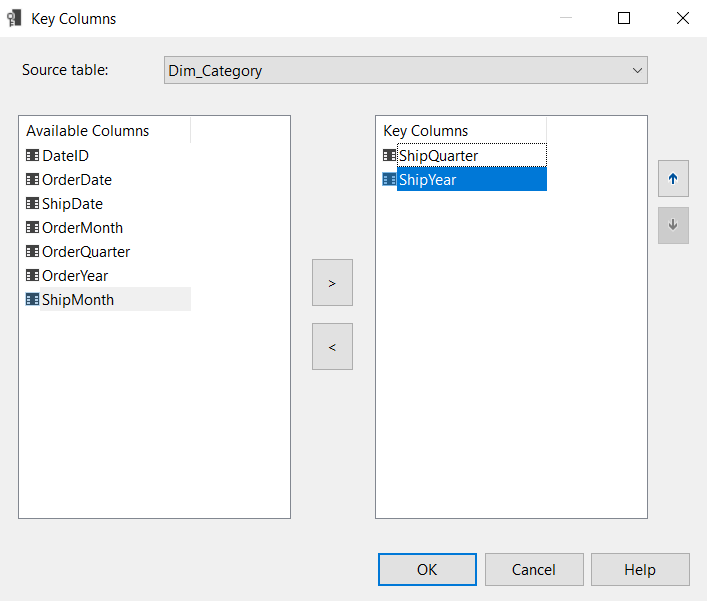 Key Columns
Source table:
Dim_Category
Available Columns
DateID
OrderDate
ShipDate
OrderMonth
OrderQuarter
OrderYear
ShipMonth
>
<
Key Columns
ShipQuarter
ShipYear
OK
Cancel
Help